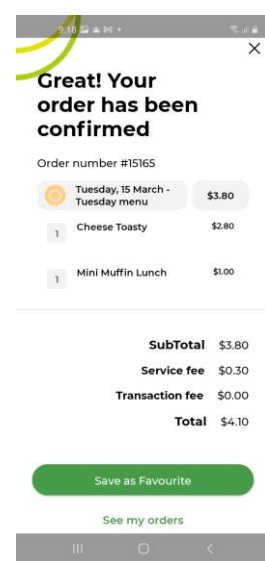 9:18
Great! Your
order has been
confirmed
Order number #15165
Tuesday, 15 March -
Tuesday menu
$3.80
1 Cheese Toasty $2.80
1 Mini Muffin Lunch $1.00
SubTotal $3.80
Service fee $0.30
Transaction fee $0.00
Total $4.10
Save as Favourite
See my orders